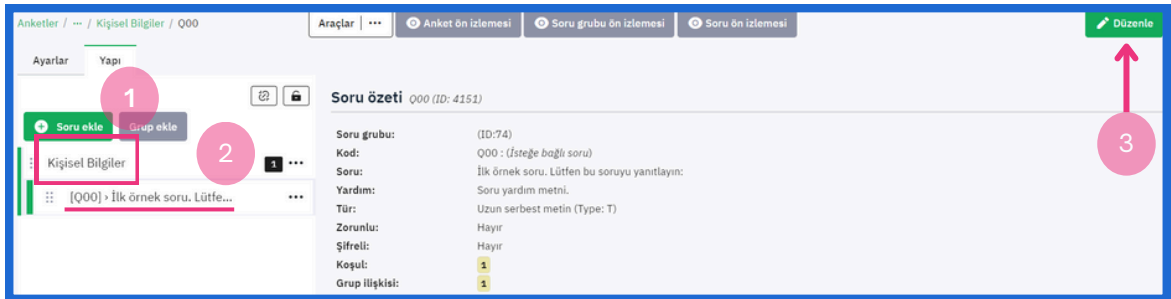 Anketler / ··· / Kişisel Bilgiler / Q00
Araçlar ···
Anket ön izlemesi
Soru grubu ön izlemesi
Soru ön izlemesi
Düzenle
Ayarlar
Yapı
1
Soru ekle
Grup ekle
2
Kişisel Bilgiler
1 ···
[Q00] › İlk örnek soru. Lütfe... ···
Soru özeti Q00 (ID: 4151)
Soru grubu: (ID:74)
Kod: Q00 : (İsteğe bağlı soru)
Soru: İlk örnek soru. Lütfen bu soruyu yanıtlayın:
Yardım: Soru yardım metni.
Tür: Uzun serbest metin (Type: T)
Zorunlu: Hayır
Şifreli: Hayır
Koşul: 1
Grup ilişkisi: 1
3